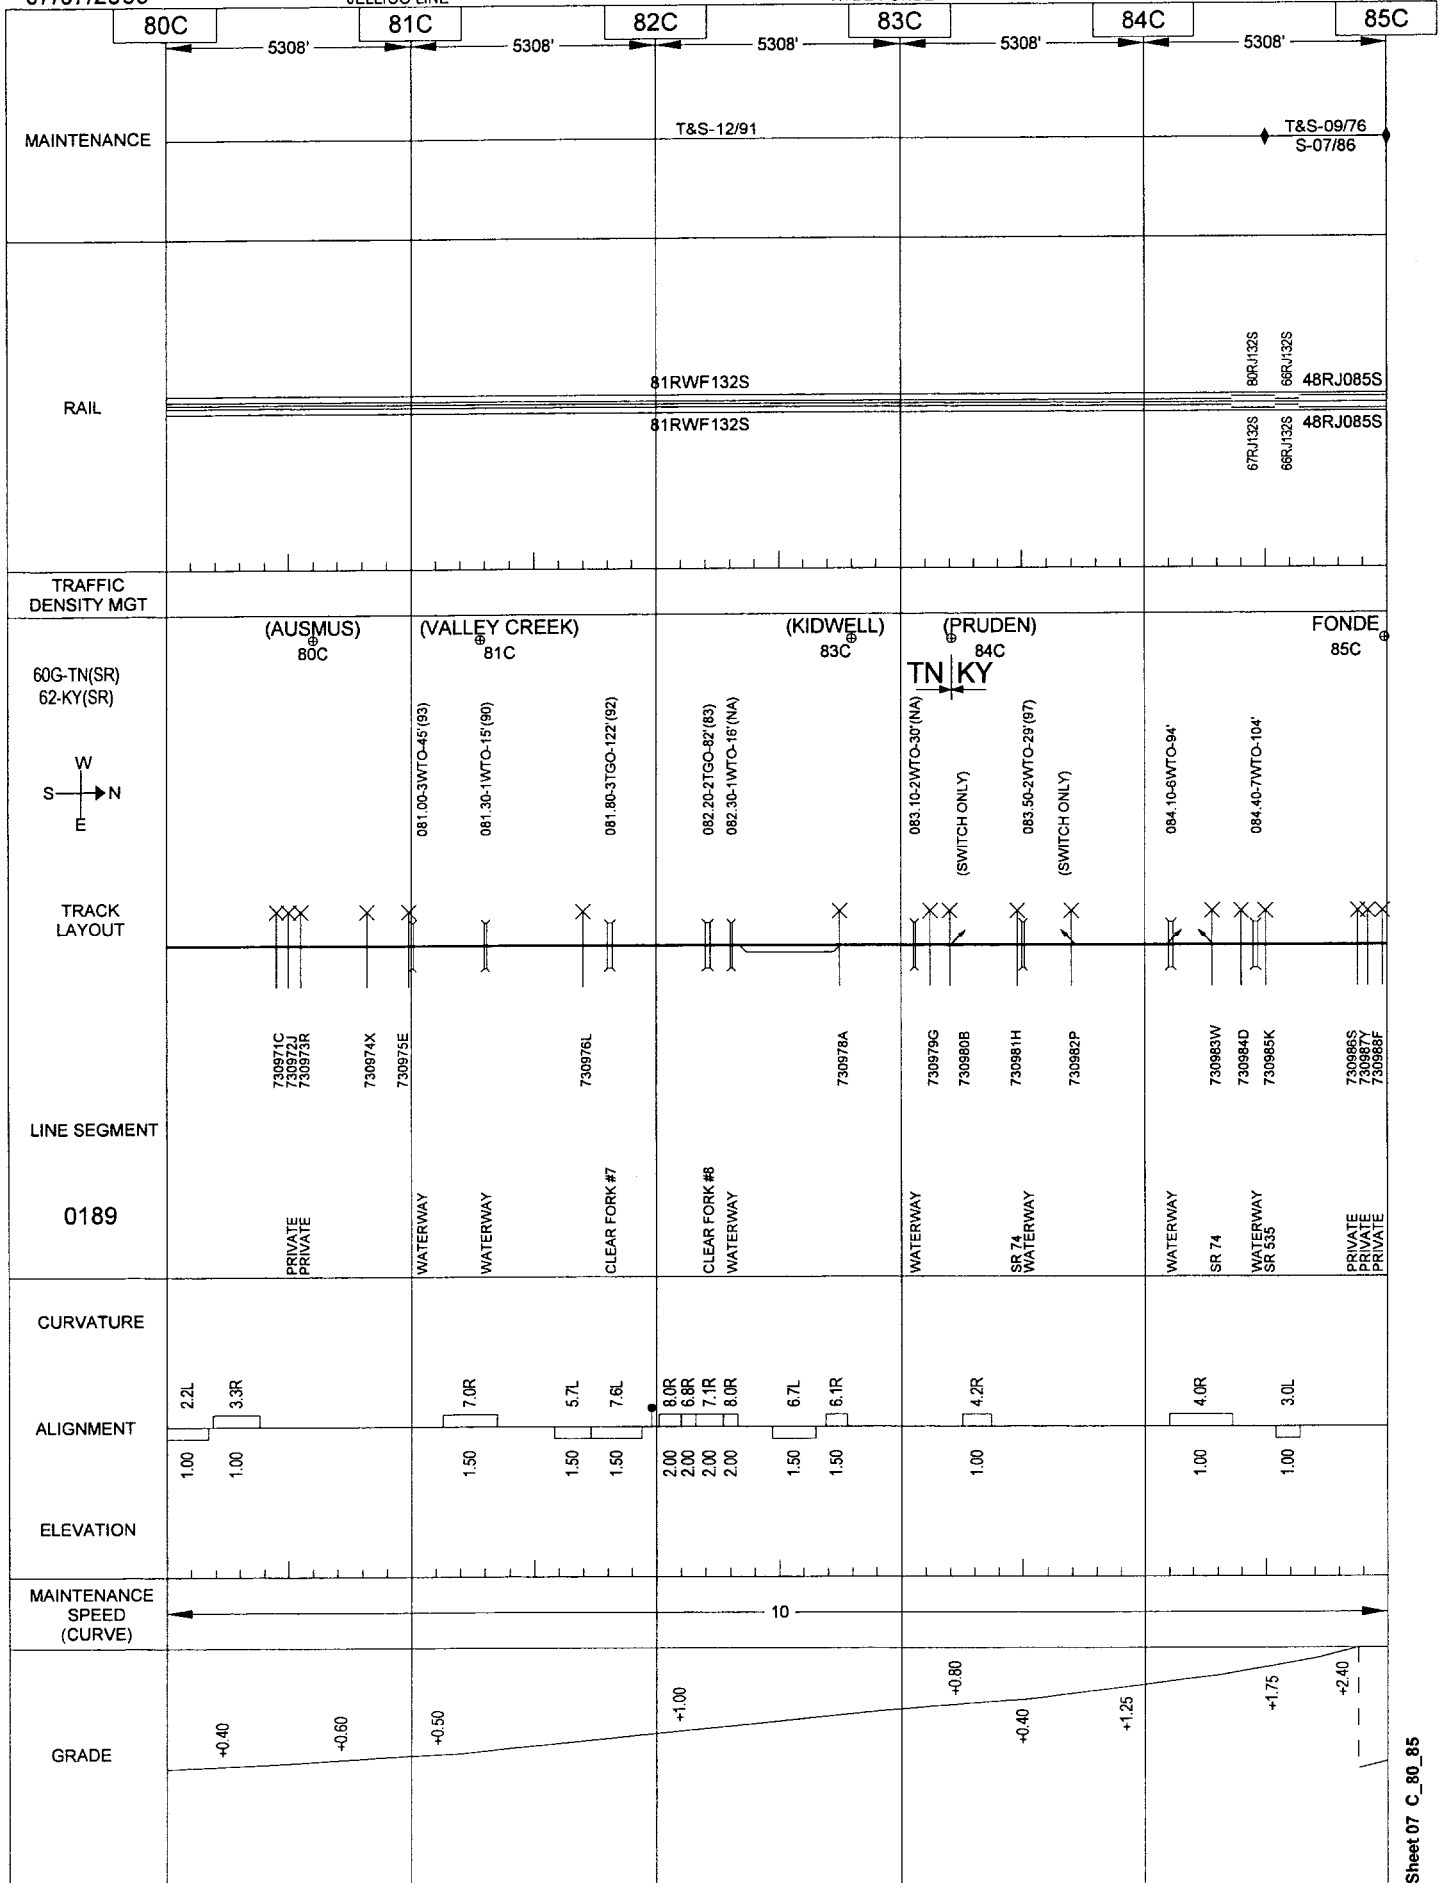 JELLICO LINE
80C 81C 82C 83C 84C 85C
5308' 5308' 5308' 5308' 5308'
MAINTENANCE
T&S-12/91
T&S-09/76
S-07/86
RAIL
81RWF132S
81RWF132S
80RJ132S
66RJ132S
48RJ085S
67RJ132S
66RJ132S
48RJ085S
TRAFFIC
DENSITY MGT
(AUSMUS)
80C
(VALLEY CREEK)
81C
(KIDWELL)
83C
(PRUDEN)
84C
FONDE
85C
TN KY
60G-TN(SR)
62-KY(SR)
W
S N
E
081.00-3WTO-45'(93)
081.30-1WTO-15'(90)
081.80-3TGO-122'(92)
082.20-2TGO-82'(83)
082.30-1WTO-16'(NA)
083.10-2WTO-30'(NA)
(SWITCH ONLY)
083.50-2WTO-29'(97)
(SWITCH ONLY)
084.10-6WTO-94'
084.40-7WTO-104'
TRACK
LAYOUT
730971C
730972J
730973R
730974X
730975E
730976L
730978A
730979G
730980B
730981H
730982P
730983W
730984D
730985K
730986S
730987Y
730988F
LINE SEGMENT
0189
PRIVATE
PRIVATE
WATERWAY
WATERWAY
CLEAR FORK #7
CLEAR FORK #8
WATERWAY
WATERWAY
SR 74
WATERWAY
WATERWAY
SR 74
WATERWAY
SR 535
PRIVATE
PRIVATE
PRIVATE
CURVATURE
2.2L
3.3R
7.0R
5.7L
7.6L
8.0R
6.8R
7.1R
8.0R
6.7L
6.1R
4.2R
4.0R
3.0L
ALIGNMENT
1.00
1.00
1.50
1.50
1.50
2.00
2.00
2.00
2.00
1.50
1.50
1.00
1.00
1.00
ELEVATION
MAINTENANCE
SPEED
(CURVE)
10
GRADE
+0.40
+0.60
+0.50
+1.00
+0.80
+0.40
+1.25
+1.75
+2.40
Sheet 07 C_80_85